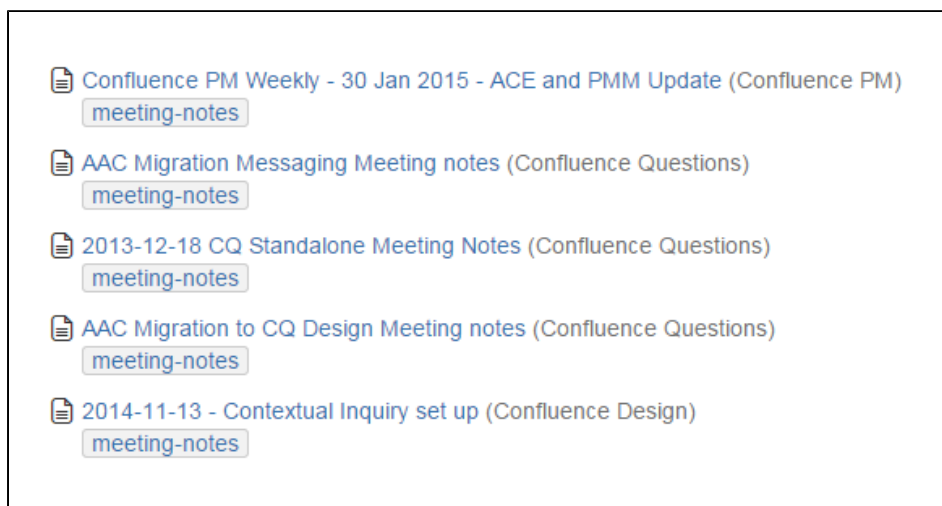 Confluence PM Weekly - 30 Jan 2015 - ACE and PMM Update (Confluence PM)
meeting-notes
AAC Migration Messaging Meeting notes (Confluence Questions)
meeting-notes
2013-12-18 CQ Standalone Meeting Notes (Confluence Questions)
meeting-notes
AAC Migration to CQ Design Meeting notes (Confluence Questions)
meeting-notes
2014-11-13 - Contextual Inquiry set up (Confluence Design)
meeting-notes